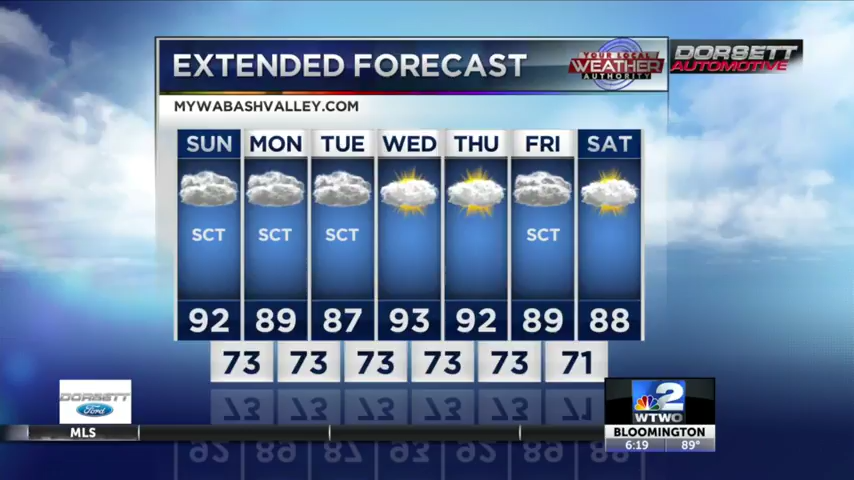 EXTENDED FORECAST
YOUR LOCAL
WEATHER
AUTHORITY
DORSETT
AUTOMOTIVE
MYWABASHVALLEY.COM
SUN MON TUE WED THU FRI SAT
SCT SCT SCT SCT
92 89 87 93 92 89 88
73 73 73 73 73 71
DORSETT
Ford
2
WTWO
MLS
BLOOMINGTON
6:19 89°